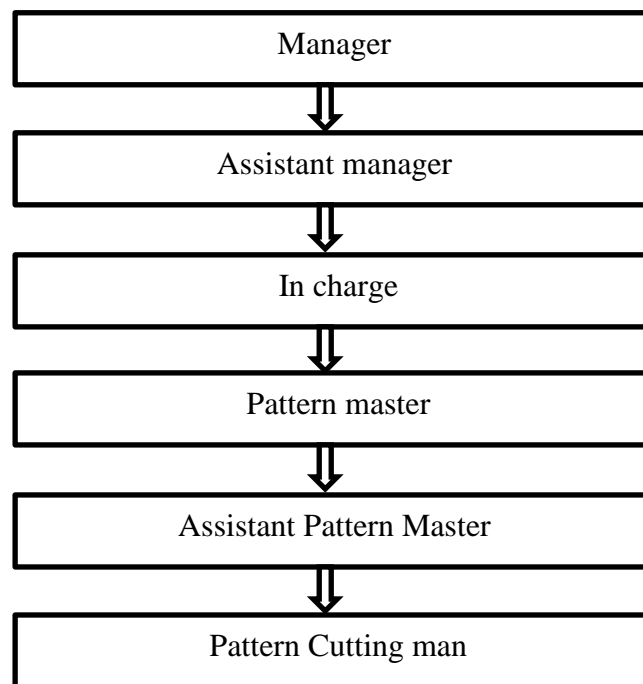 Manager
Assistant manager
In charge
Pattern master
Assistant Pattern Master
Pattern Cutting man